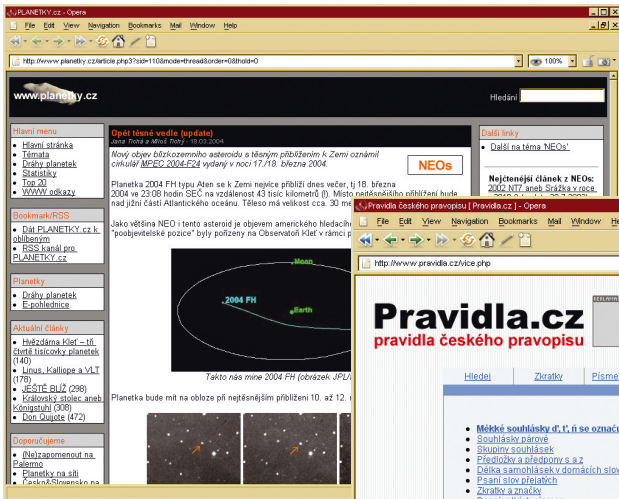 PLANETKY.cz - Opera
File Edit View Navigation Bookmarks Mail Window Help
http://www.planetky.cz/article.php3?sid=110&mode=thread&order=0&thold=0
100%
www.planetky.cz
Hledání
Hlavní menu
Hlavní stránka
Témata
Dráhy planetek
Statistiky
Top 20
WWW odkazy
Bookmark/RSS
Dát PLANETKY.cz k
oblíbeným
RSS kanál pro
PLANETKY.cz
Planetky
Dráhy planetek
E-pohlednice
Aktuální články
Hvězdárna Kleť – tři
čtvrtě tisícovky planetek
(140)
Linus, Kalliope a VLT
(178)
JEŠTĚ BLÍŽ (298)
Královský stolec aneb
Königstuhl (308)
Don Quijote (472)
Doporučujeme
(Ne)zapomenout na
Palermo
Planetky na síti
Česko&Slovensko na
Opět těsné vedle (update)
Jana Tichá a Miloš Tichý - 18.03.2004
Nový objev blízkozemního asteroidu s těsným přiblížením k Zemi oznámil
cirkulář MPEC 2004-F24 vydaný v noci 17./18. března 2004.
NEOs
Planetka 2004 FH typu Aten se k Zemi nejvíce přiblíží dnes večer, tj.18. března
2004 ve 23:08 hodin SEČ na vzdálenost 43 tisíc kilometrů (!). Místo nejtěsnějšího přiblížení bude
nad jižní částí Atlantického oceánu. Těleso má velikost cca. 30 me
Jako většina NEO i tento asteroid je objevem amerického hledacího
"poobjevitelské pozice" byly pořízeny na Observatoři Kleť v rámci p
Moon
2004 FH
Earth
Takto nás mine 2004 FH (obrázek JPL/
Planetka bude mít na obloze při nejtěsnějším přiblížení 10. až 12.
Další linky
Další na téma 'NEOs'
Nejčtenější článek z NEOs:
2002 NT7 aneb Srážka v roce
Pravidla českého pravopisu [ Pravidla.cz ] - Opera
File Edit View Navigation Bookmarks Mail Window He
http://www.pravidla.cz/vice.php
Pravidla.cz
pravidla českého pravopisu
REKLAMA
Hledej Zkratky Písme
Měkké souhlásky ď, ť, ň se označu
Souhlásky párové
Skupiny souhlásek
Předložky a předpony s a z
Délka samohlásek v domácích slov
Psaní slov přejatých
Zkratky a značky